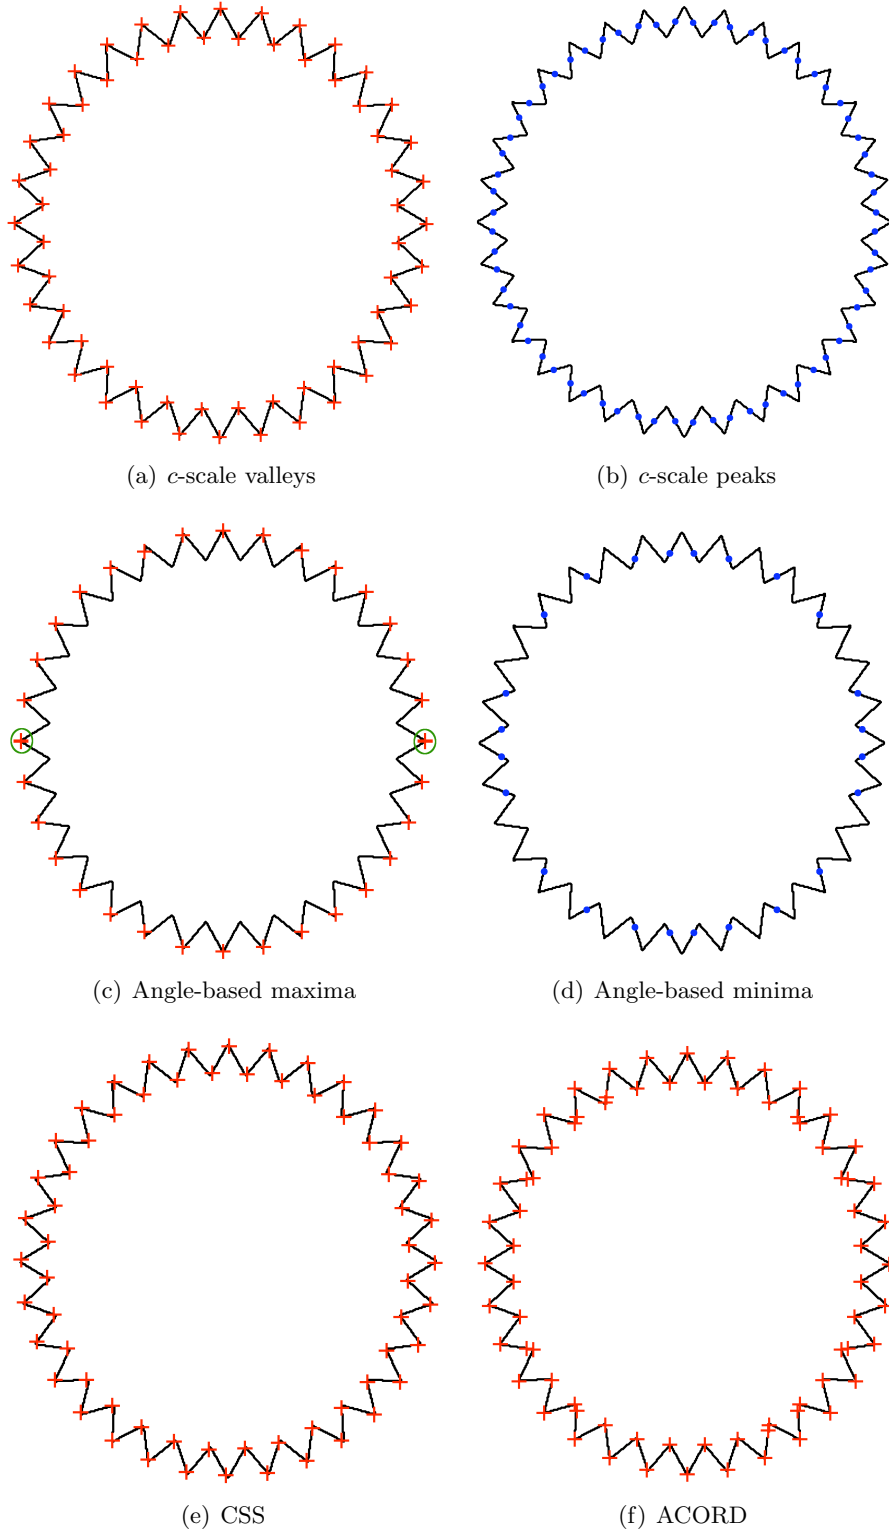 (a) c-scale valleys
(b) c-scale peaks
(c) Angle-based maxima
(d) Angle-based minima
(e) CSS
(f) ACORD